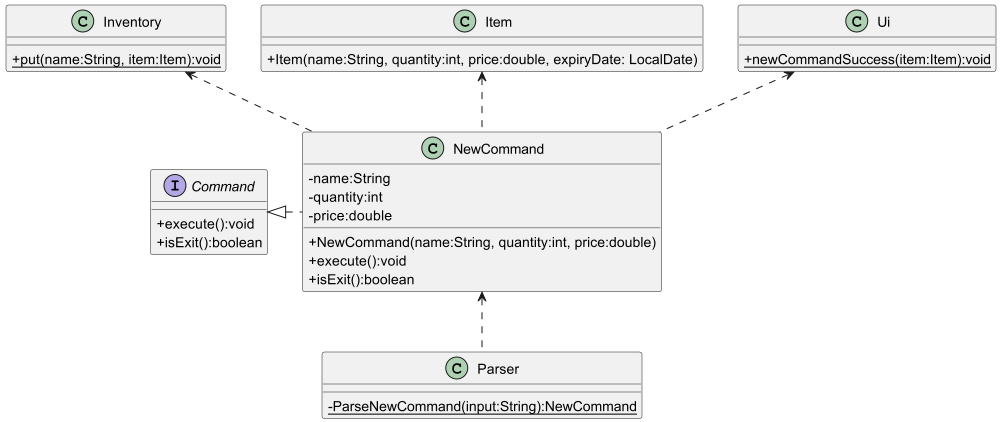 C Inventory
+put(name:String, item:Item):void
C Item
+Item(name:String, quantity:int, price:double, expiryDate: LocalDate)
C Ui
+newCommandSuccess(item:Item):void
C NewCommand
-name:String
-quantity:int
-price:double
+NewCommand(name:String, quantity:int, price:double)
+execute():void
+isExit():boolean
I Command
+execute():void
+isExit():boolean
C Parser
-ParseNewCommand(input:String):NewCommand